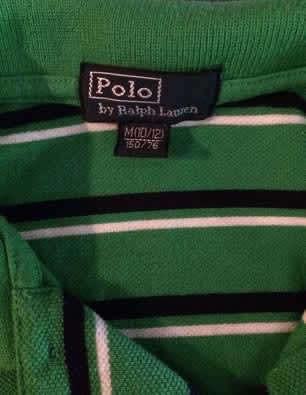 Polo
by Ralph Lauren
M(10/12)
150/76